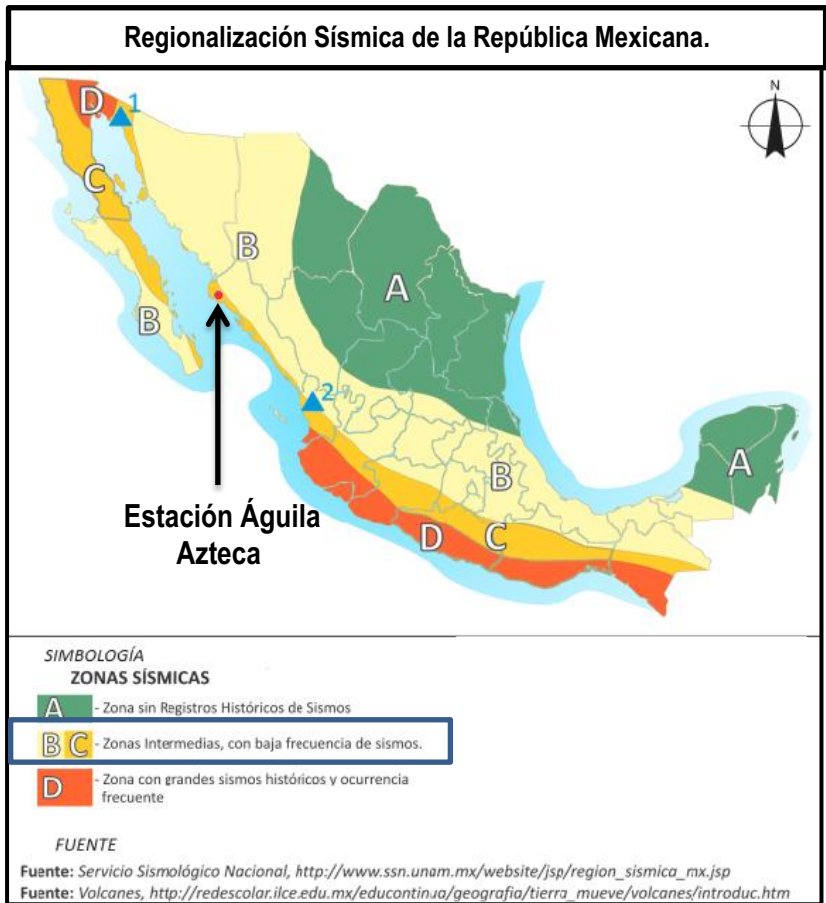 Regionalización Sísmica de la República Mexicana.
N
D
1
C
B
A
B
2
A
B
Estación Águila
Azteca
D
C
SIMBOLOGÍA
ZONAS SÍSMICAS
A - Zona sin Registros Históricos de Sismos
B C - Zonas Intermedias, con baja frecuencia de sismos.
D - Zona con grandes sismos históricos y ocurrencia
frecuente
FUENTE
Fuente: Servicio Sismológico Nacional, http://www.ssn.unam.mx/website/jsp/region_sismica_mx.jsp
Fuente: Volcanes, http://redescolar.ilce.edu.mx/educontinua/geografia/tierra_mueve/volcanes/introduc.htm